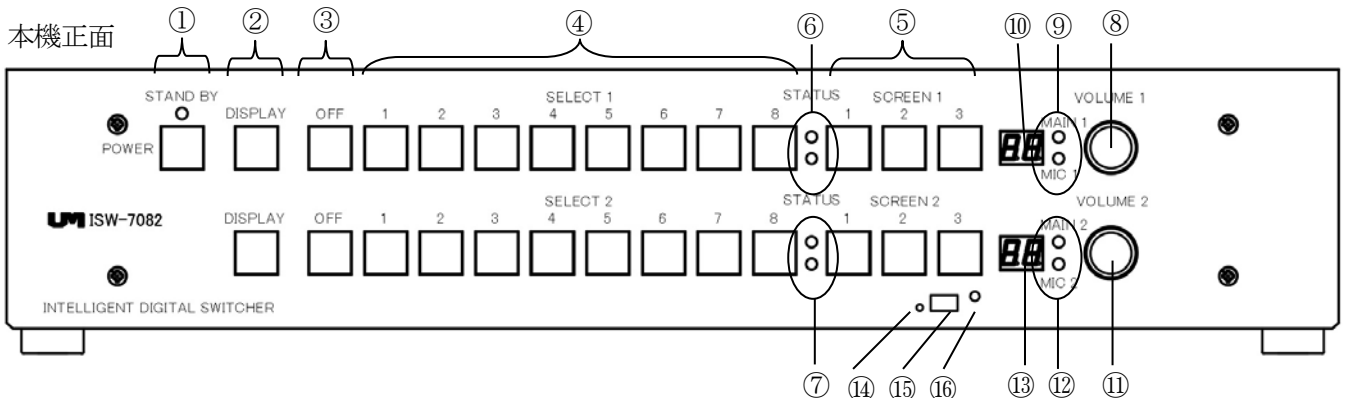 ① ② ③ ④ ⑥ ⑤ ⑩ ⑨ ⑧
本機正面
STAND BY SELECT 1 STATUS SCREEN 1 VOLUME 1
DISPLAY OFF 1 2 3 4 5 6 7 8 1 2 3
MAIN 1
POWER 88
MIC 1
SELECT 2 STATUS SCREEN 2 VOLUME 2
UM ISW-7082 DISPLAY OFF 1 2 3 4 5 6 7 8 1 2 3
MAIN 2
88
MIC 2
INTELLIGENT DIGITAL SWITCHER
⑦ ⑭ ⑮ ⑯ ⑬ ⑫ ⑪